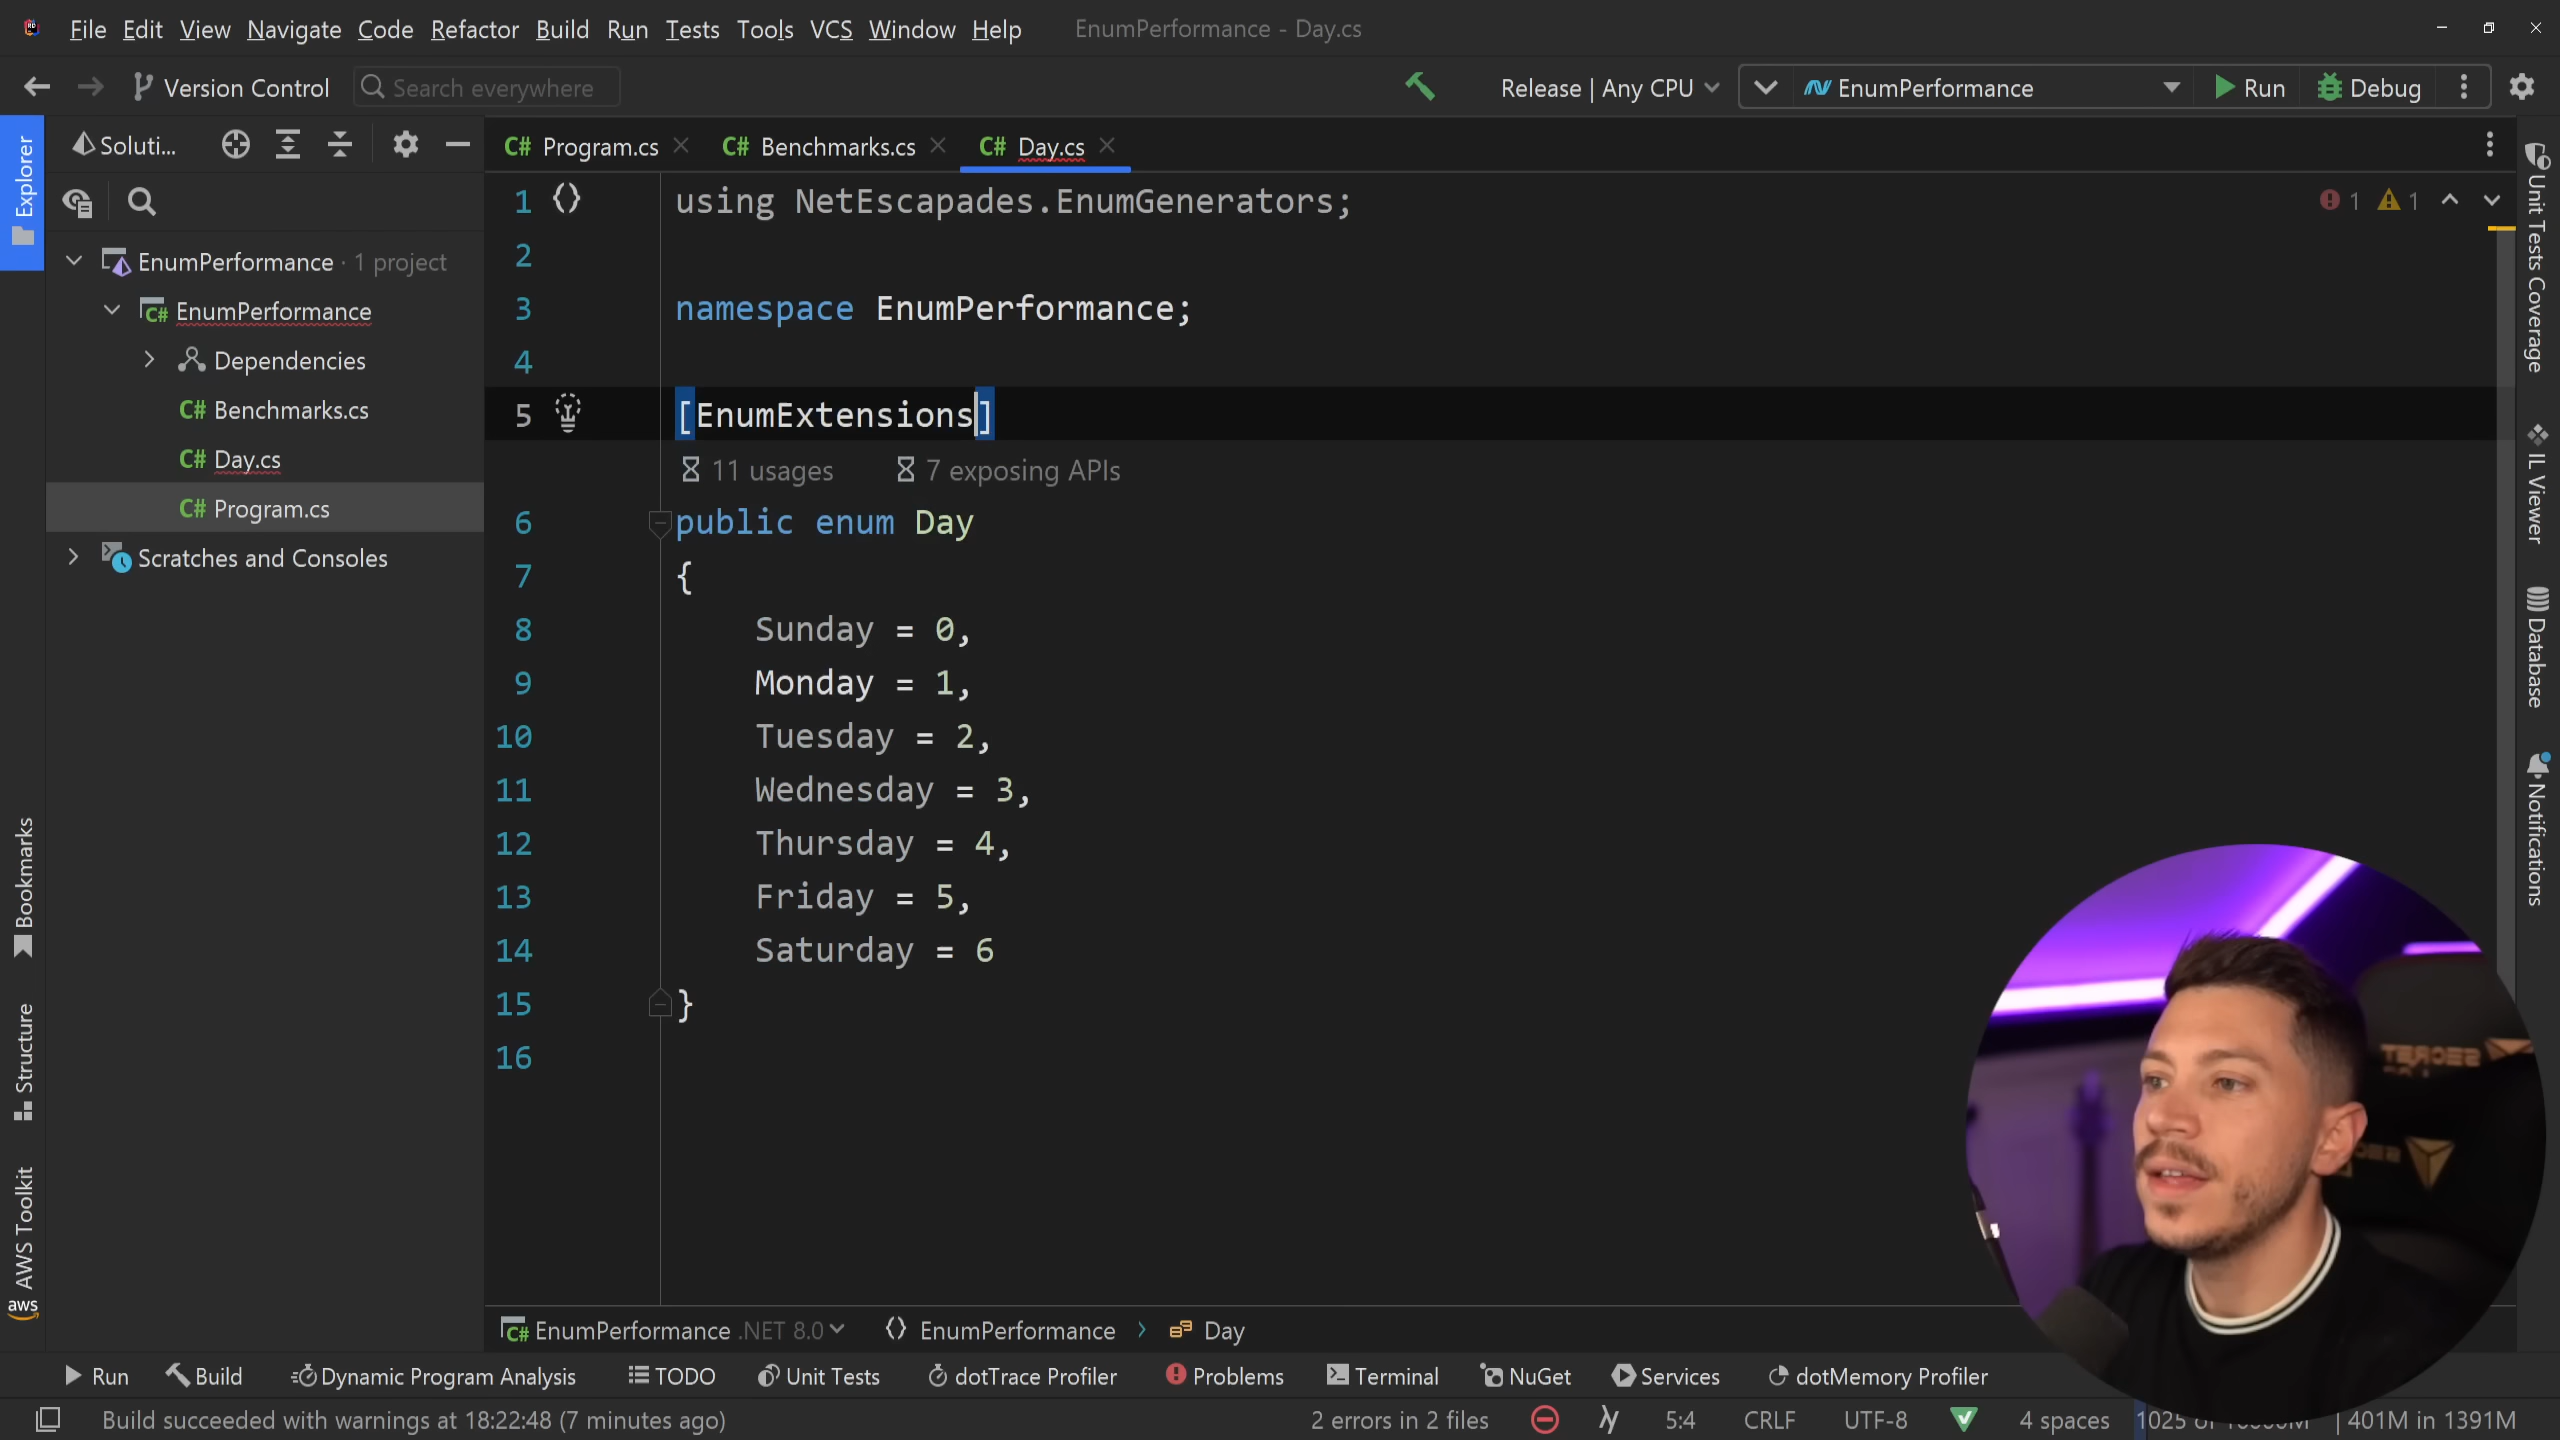 File Edit View Navigate Code Refactor Build Run Tests Tools VCS Window Help EnumPerformance - Day.cs
Version Control Search everywhere Release | Any CPU EnumPerformance Run Debug
Explorer
Soluti...
EnumPerformance · 1 project
EnumPerformance
Dependencies
C# Benchmarks.cs
C# Day.cs
C# Program.cs
Scratches and Consoles
Bookmarks
Structure
AWS Toolkit
aws
C# Program.cs C# Benchmarks.cs C# Day.cs
1 using NetEscapades.EnumGenerators; 1 1
2
3 namespace EnumPerformance;
4
5 [EnumExtensions]
11 usages 7 exposing APIs
6 public enum Day
7 {
8 Sunday = 0,
9 Monday = 1,
10 Tuesday = 2,
11 Wednesday = 3,
12 Thursday = 4,
13 Friday = 5,
14 Saturday = 6
15 }
16
Unit Tests Coverage
IL Viewer
Database
Notifications
C# EnumPerformance .NET 8.0 EnumPerformance Day
Run Build Dynamic Program Analysis TODO Unit Tests dotTrace Profiler Problems Terminal NuGet Services dotMemory Profiler
Build succeeded with warnings at 18:22:48 (7 minutes ago) 2 errors in 2 files 5:4 CRLF UTF-8 4 spaces 1025 of 401M in 1391M